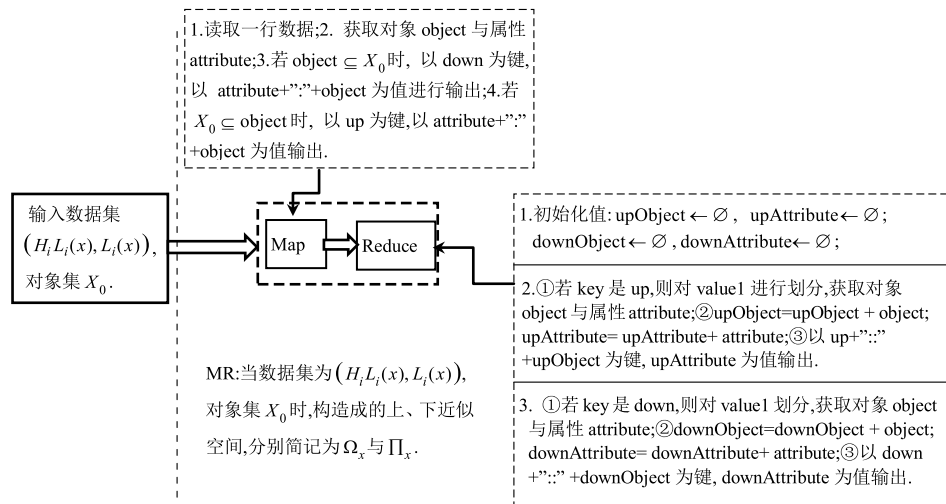 1.读取一行数据;2. 获取对象 object 与属性
attribute;3.若 object ⊆ X₀ 时, 以 down 为键,
以 attribute+”:”+object 为值进行输出;4.若
X₀ ⊆ object 时, 以 up 为键,以 attribute+”:”
+object 为值输出.
输入数据集
(HᵢLᵢ(x), Lᵢ(x)),
对象集 X₀.
Map
Reduce
1.初始化值: upObject ← ∅, upAttribute ← ∅;
downObject ← ∅, downAttribute ← ∅;
2.①若 key 是 up,则对 value1 进行划分,获取对象
object 与属性 attribute;②upObject=upObject + object;
upAttribute= upAttribute+ attribute;③以 up+”::”
+upObject 为键, upAttribute 为值输出.
3. ①若 key 是 down,则对 value1 划分,获取对象 object
与属性 attribute;②downObject=downObject + object;
downAttribute= downAttribute+ attribute;③以 down
+”::” +downObject 为键, downAttribute 为值输出.
MR:当数据集为 (HᵢLᵢ(x), Lᵢ(x)),
对象集 X₀ 时,构造成的上、下近似
空间,分别简记为 Ωₓ 与 ∏ₓ.